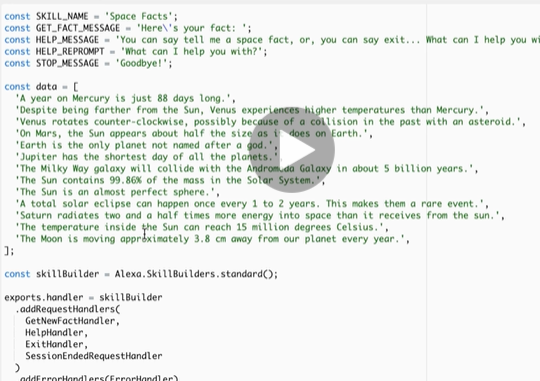 const SKILL_NAME = 'Space Facts';
const GET_FACT_MESSAGE = 'Here\'s your fact: ';
const HELP_MESSAGE = 'You can say tell me a space fact, or, you can say exit... What can I help you wi
const HELP_REPROMPT = 'What can I help you with?';
const STOP_MESSAGE = 'Goodbye!';
const data = [
'A year on Mercury is just 88 days long.',
'Despite being farther from the Sun, Venus experiences higher temperatures than Mercury.',
'Venus rotates counter-clockwise, possibly because of a collision in the past with an asteroid.',
'On Mars, the Sun appears about half the size as it does on Earth.',
'Earth is the only planet not named after a god.',
'Jupiter has the shortest day of all the planets.',
'The Milky Way galaxy will collide with the Andromeda Galaxy in about 5 billion years.',
'The Sun contains 99.86% of the mass in the Solar System.',
'The Sun is an almost perfect sphere.',
'A total solar eclipse can happen once every 1 to 2 years. This makes them a rare event.',
'Saturn radiates two and a half times more energy into space than it receives from the sun.',
'The temperature inside the Sun can reach 15 million degrees Celsius.',
'The Moon is moving approximately 3.8 cm away from our planet every year.',
];
const skillBuilder = Alexa.SkillBuilders.standard();
exports.handler = skillBuilder
.addRequestHandlers(
GetNewFactHandler,
HelpHandler,
ExitHandler,
SessionEndedRequestHandler
)
.addErrorHandlers(ErrorHandler)